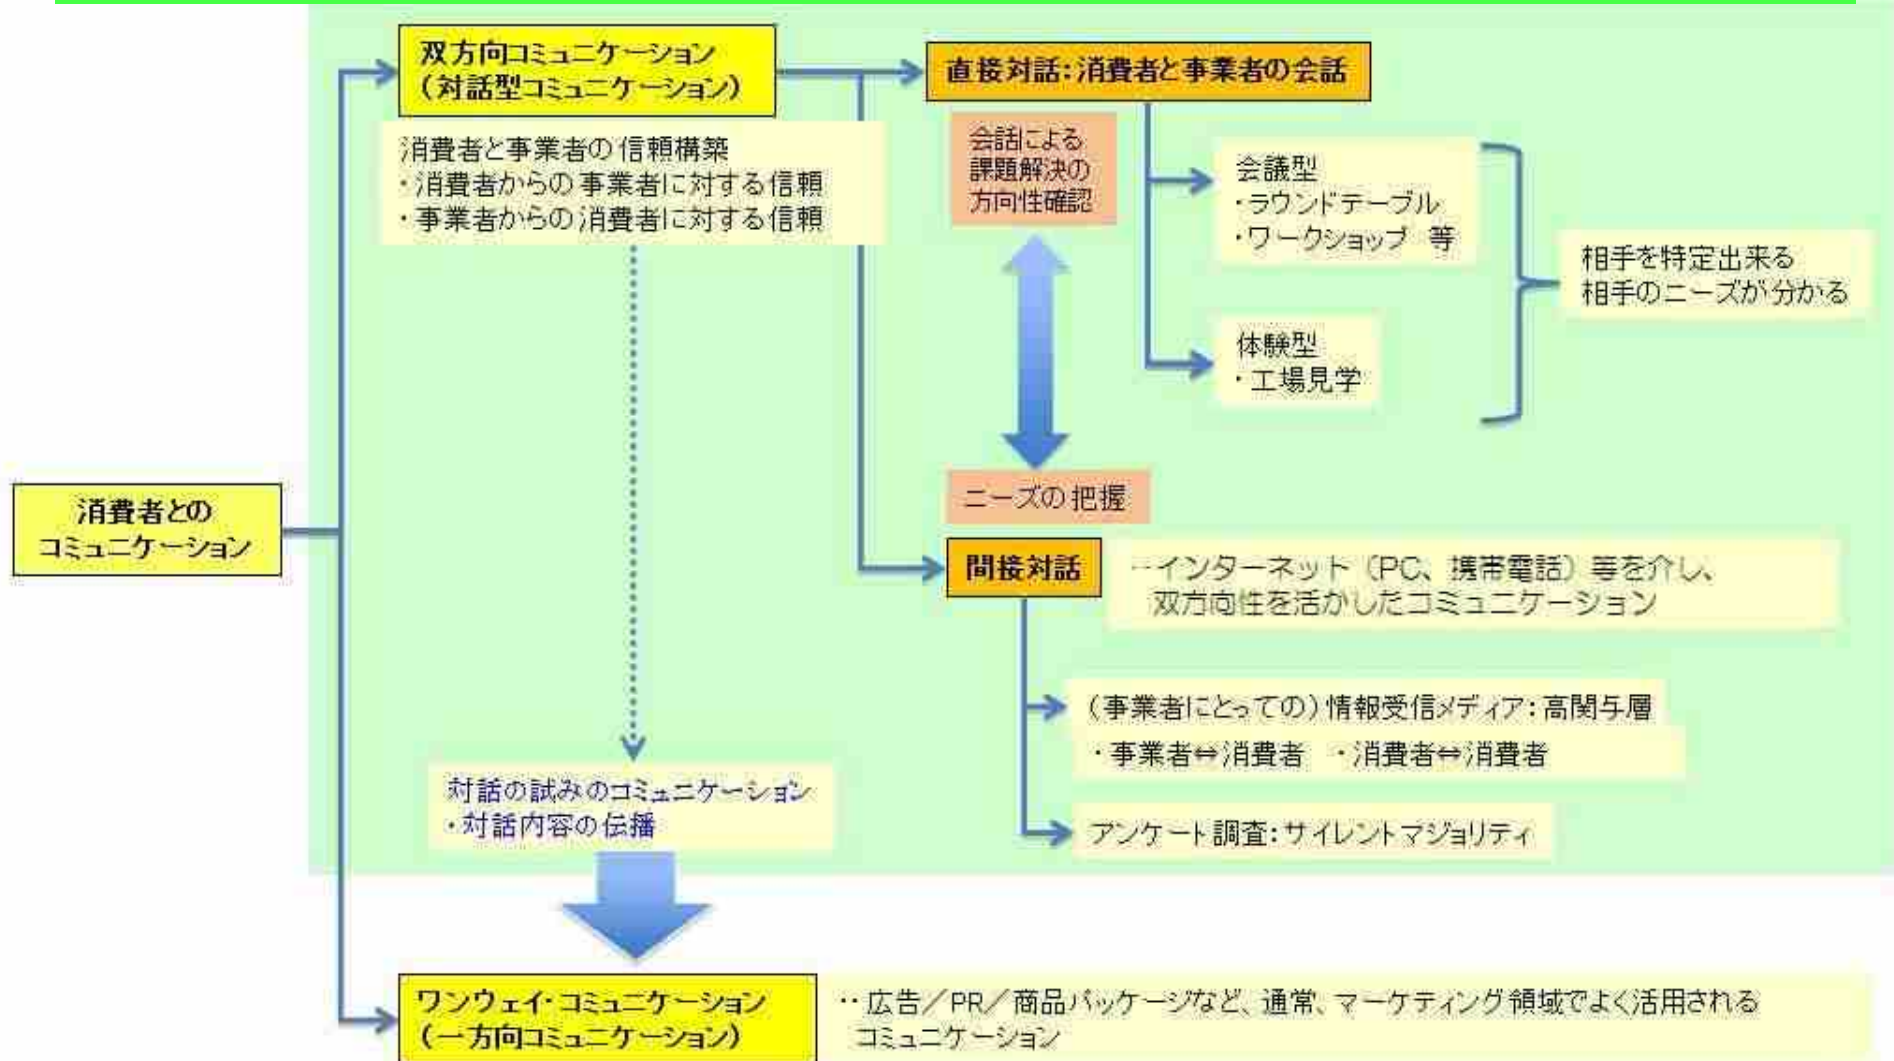 双方向コミュニケーション
（対話型コミュニケーション）
消費者と事業者の信頼構築
・消費者からの事業者に対する信頼
・事業者からの消費者に対する信頼
直接対話：消費者と事業者の会話
会話による
課題解決の
方向性確認
会議型
・ラウンドテーブル
・ワークショップ 等
体験型
・工場見学
相手を特定出来る
相手のニーズが分かる
消費者との
コミュニケーション
ニーズの把握
間接対話
…インターネット（PC、携帯電話）等を介し、
双方向性を活かしたコミュニケーション
（事業者にとっての）情報受信メディア：高関与層
・事業者⇔消費者 ・消費者⇔消費者
アンケート調査：サイレントマジョリティ
対話の試みのコミュニケーション
・対話内容の伝播
ワンウェイ・コミュニケーション
（一方向コミュニケーション）
‥広告／PR／商品パッケージなど、通常、マーケティング領域でよく活用される
コミュニケーション